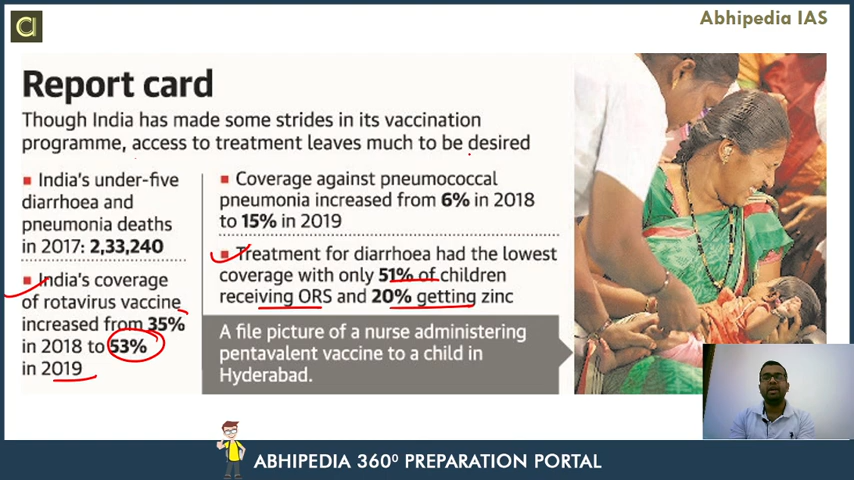 Abhipedia IAS
Report card
Though India has made some strides in its vaccination
programme, access to treatment leaves much to be desired
India's under-five
diarrhoea and
pneumonia deaths
in 2017: 2,33,240
India's coverage
of rotavirus vaccine
increased from 35%
in 2018 to 53%
in 2019
Coverage against pneumococcal
pneumonia increased from 6% in 2018
to 15% in 2019
Treatment for diarrhoea had the lowest
coverage with only 51% of children
receiving ORS and 20% getting zinc
A file picture of a nurse administering
pentavalent vaccine to a child in
Hyderabad.
ABHIPEDIA 360⁰ PREPARATION PORTAL